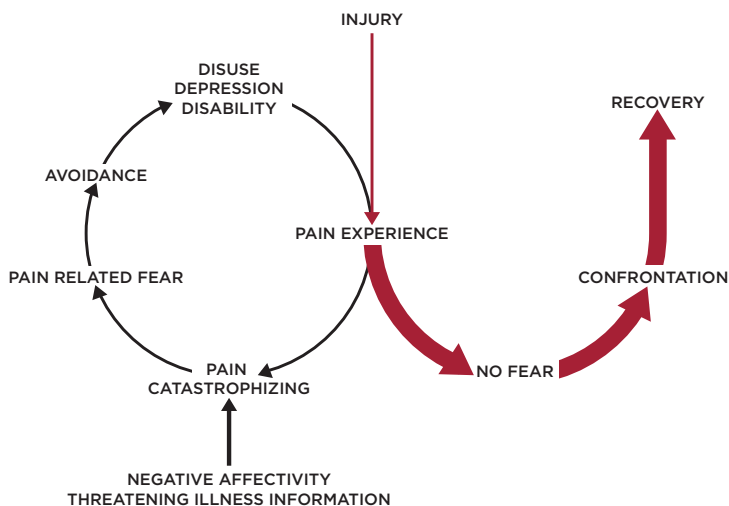 INJURY
DISUSE
DEPRESSION
DISABILITY
RECOVERY
AVOIDANCE
PAIN EXPERIENCE
PAIN RELATED FEAR
CONFRONTATION
PAIN
CATASTROPHIZING
NO FEAR
NEGATIVE AFFECTIVITY
THREATENING ILLNESS INFORMATION